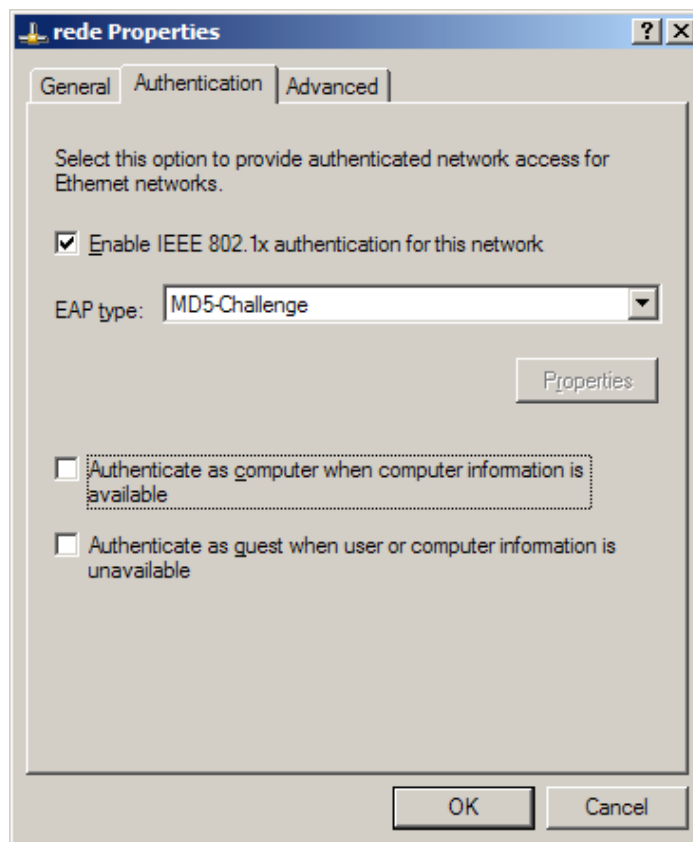 rede Properties
General Authentication Advanced
Select this option to provide authenticated network access for
Ethernet networks.
Enable IEEE 802.1x authentication for this network
EAP type: MD5-Challenge
Properties
Authenticate as computer when computer information is
available
Authenticate as guest when user or computer information is
unavailable
OK Cancel